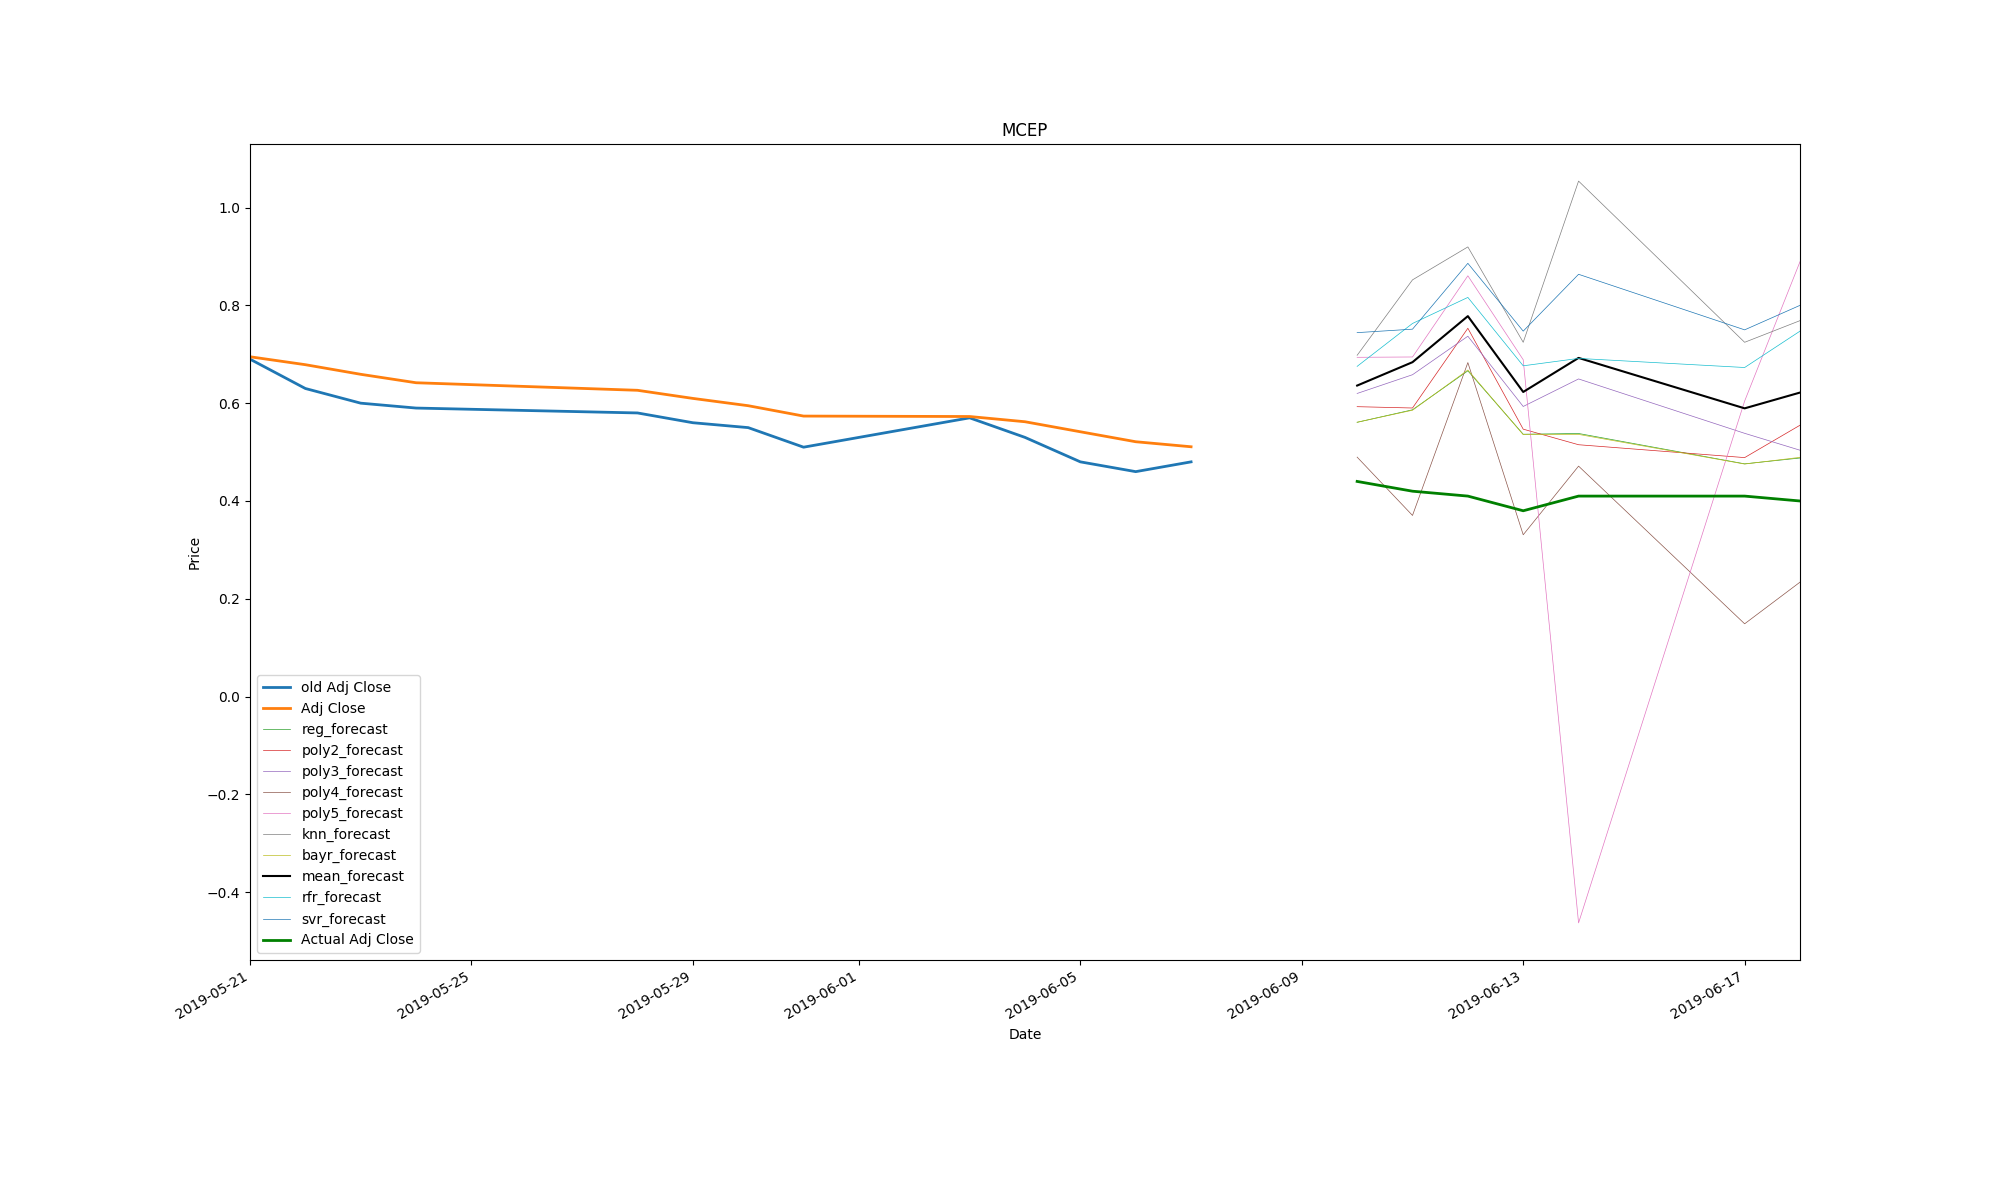 MCEP
1.0
0.8
0.6
0.4
0.2
0.0
−0.2
−0.4
Price
old Adj Close
Adj Close
reg_forecast
poly2_forecast
poly3_forecast
poly4_forecast
poly5_forecast
knn_forecast
bayr_forecast
mean_forecast
rfr_forecast
svr_forecast
Actual Adj Close
2019-05-21
2019-05-25
2019-05-29
2019-06-01
2019-06-05
2019-06-09
2019-06-13
2019-06-17
Date